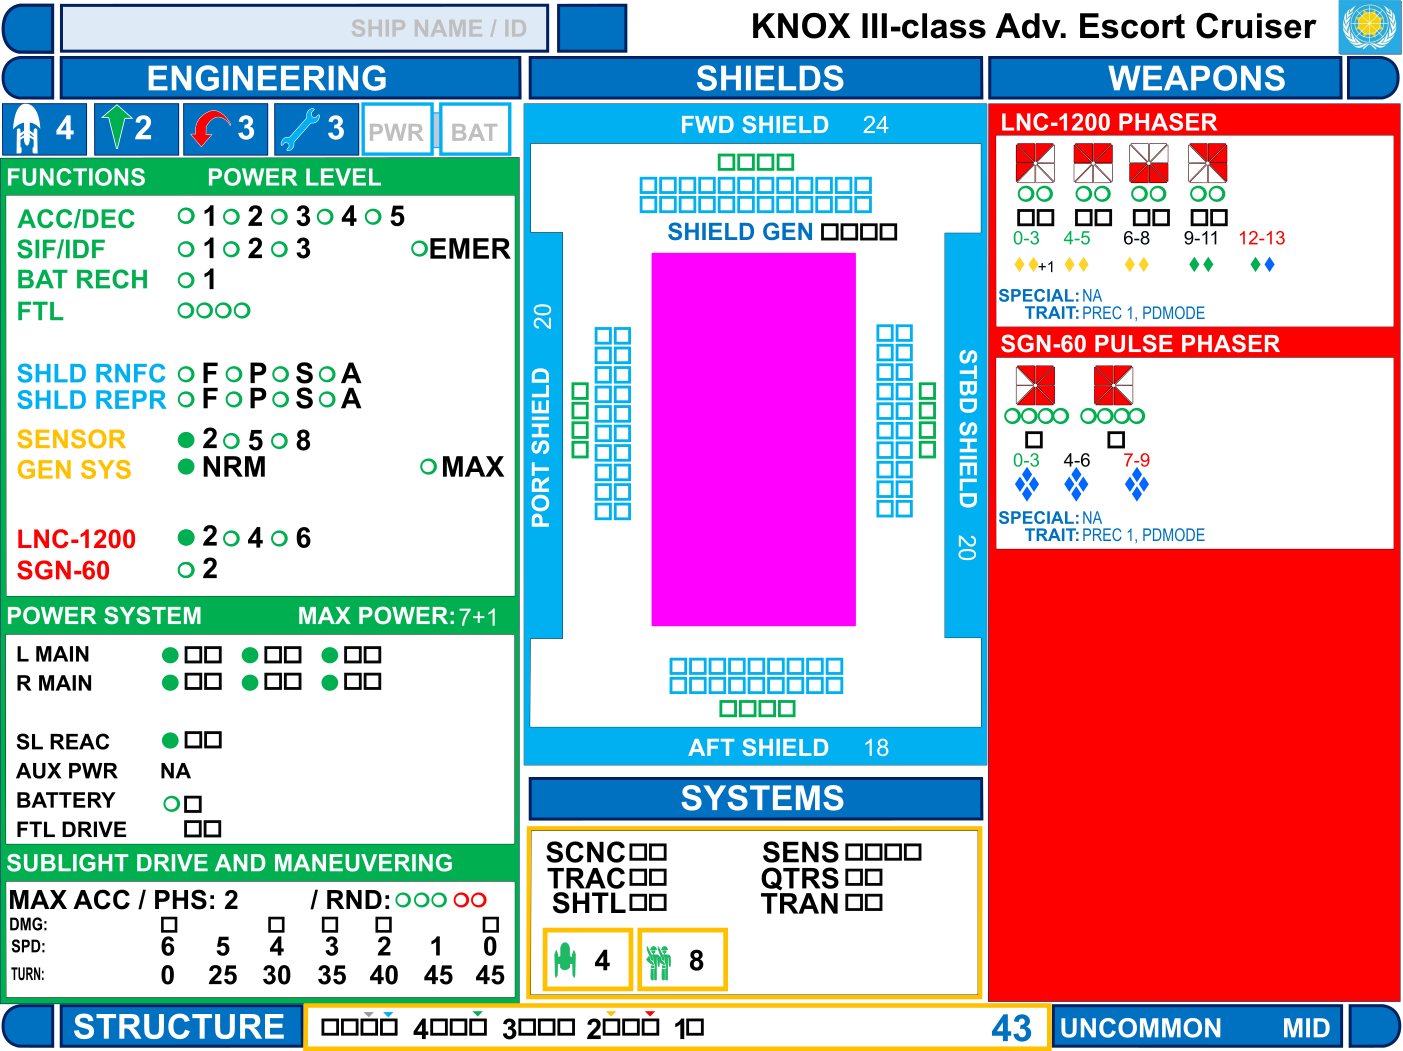 SHIP NAME / ID
KNOX III-class Adv. Escort Cruiser
ENGINEERING
4 2 3 3 PWR BAT
FUNCTIONS POWER LEVEL
ACC/DEC 1 2 3 4 5
SIF/IDF 1 2 3 EMER
BAT RECH 1
FTL
SHLD RNFC F P S A
SHLD REPR F P S A
SENSOR 2 5 8
GEN SYS NRM MAX
LNC-1200 2 4 6
SGN-60 2
POWER SYSTEM MAX POWER: 7+1
L MAIN
R MAIN
SL REAC
AUX PWR NA
BATTERY
FTL DRIVE
SUBLIGHT DRIVE AND MANEUVERING
MAX ACC / PHS: 2 / RND:
DMG:
SPD: 6 5 4 3 2 1 0
TURN: 0 25 30 35 40 45 45
SHIELDS
FWD SHIELD 24
SHIELD GEN
PORT SHIELD 20
STBD SHIELD 20
AFT SHIELD 18
SYSTEMS
SCNC SENS
TRAC QTRS
SHTL TRAN
4 8
WEAPONS
LNC-1200 PHASER
0-3 4-5 6-8 9-11 12-13
+1
SPECIAL: NA
TRAIT: PREC 1, PDMODE
SGN-60 PULSE PHASER
0-3 4-6 7-9
SPECIAL: NA
TRAIT: PREC 1, PDMODE
STRUCTURE 4 3 2 1 43 UNCOMMON MID